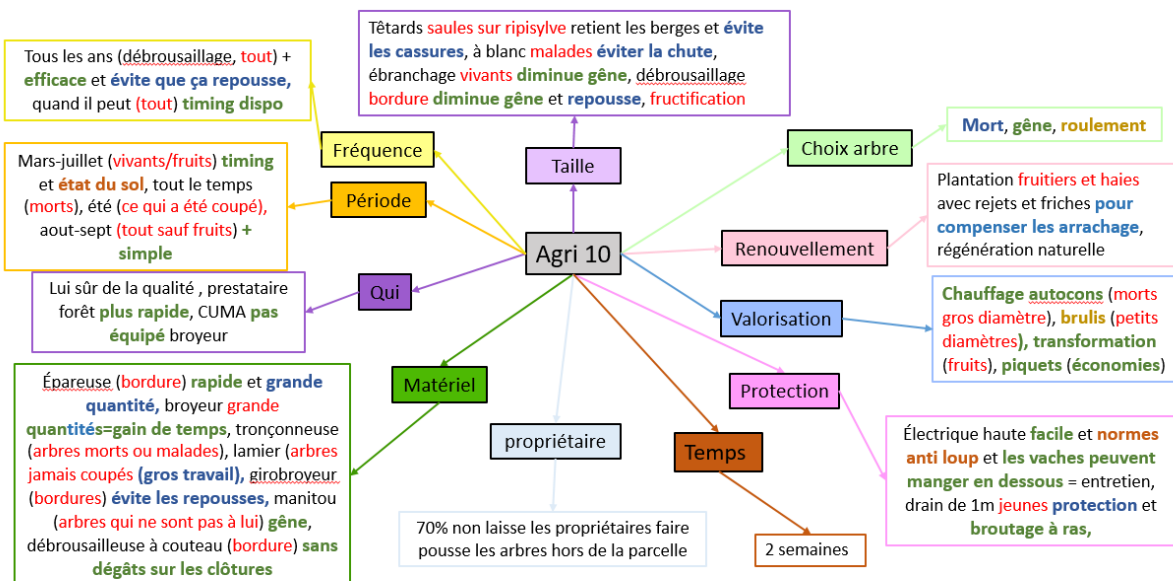 Têtards saules sur ripisylve retient les berges et évite
les cassures, à blanc malades éviter la chute,
ébranchage vivants diminue gêne, débrousaillage
bordure diminue gêne et repousse, fructification
Tous les ans (débrousaillage, tout) +
efficace et évite que ça repousse,
quand il peut (tout) timing dispo
Fréquence
Taille
Choix arbre
Mort, gêne, roulement
Mars-juillet (vivants/fruits) timing
et état du sol, tout le temps
(morts), été (ce qui a été coupé),
aout-sept (tout sauf fruits) +
simple
Période
Agri 10
Renouvellement
Plantation fruitiers et haies
avec rejets et friches pour
compenser les arrachage,
régénération naturelle
Lui sûr de la qualité , prestataire
forêt plus rapide, CUMA pas
équipé broyeur
Qui
Valorisation
Chauffage autocons (morts
gros diamètre), brulis (petits
diamètres), transformation
(fruits), piquets (économies)
Épareuse (bordure) rapide et grande
quantité, broyeur grande
quantités=gain de temps, tronçonneuse
(arbres morts ou malades), lamier (arbres
jamais coupés (gros travail), girobroyeur
(bordures) évite les repousses, manitou
(arbres qui ne sont pas à lui) gêne,
débrousailleuse à couteau (bordure) sans
dégâts sur les clôtures
Matériel
propriétaire
Temps
Protection
Électrique haute facile et normes
anti loup et les vaches peuvent
manger en dessous = entretien,
drain de 1m jeunes protection et
broutage à ras,
70% non laisse les propriétaires faire
pousse les arbres hors de la parcelle
2 semaines